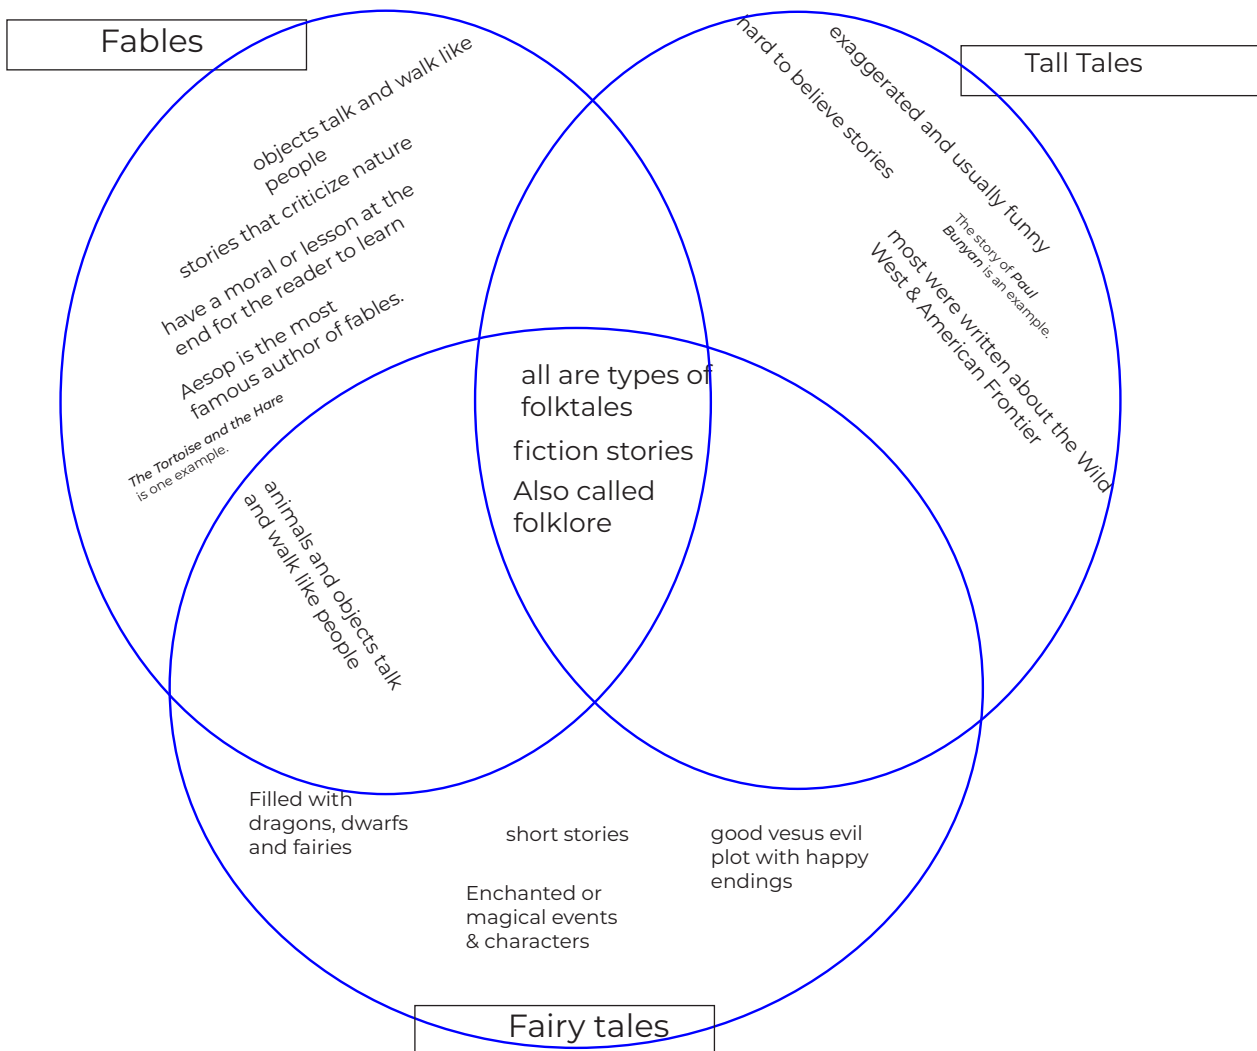 Fables
Tall Tales
objects talk and walk like
people
stories that criticize nature
have a moral or lesson at the
end for the reader to learn
Aesop is the most
famous author of fables.
The Tortoise and the Hare
is one example.
hard to believe stories
exaggerated and usually funny
The story of Paul
Bunyan is an example.
most were written about the Wild
West & American Frontier
all are types of
folktales
fiction stories
Also called
folklore
animals and objects talk
and walk like people
Filled with
dragons, dwarfs
and fairies
short stories
Enchanted or
magical events
& characters
good vesus evil
plot with happy
endings
Fairy tales